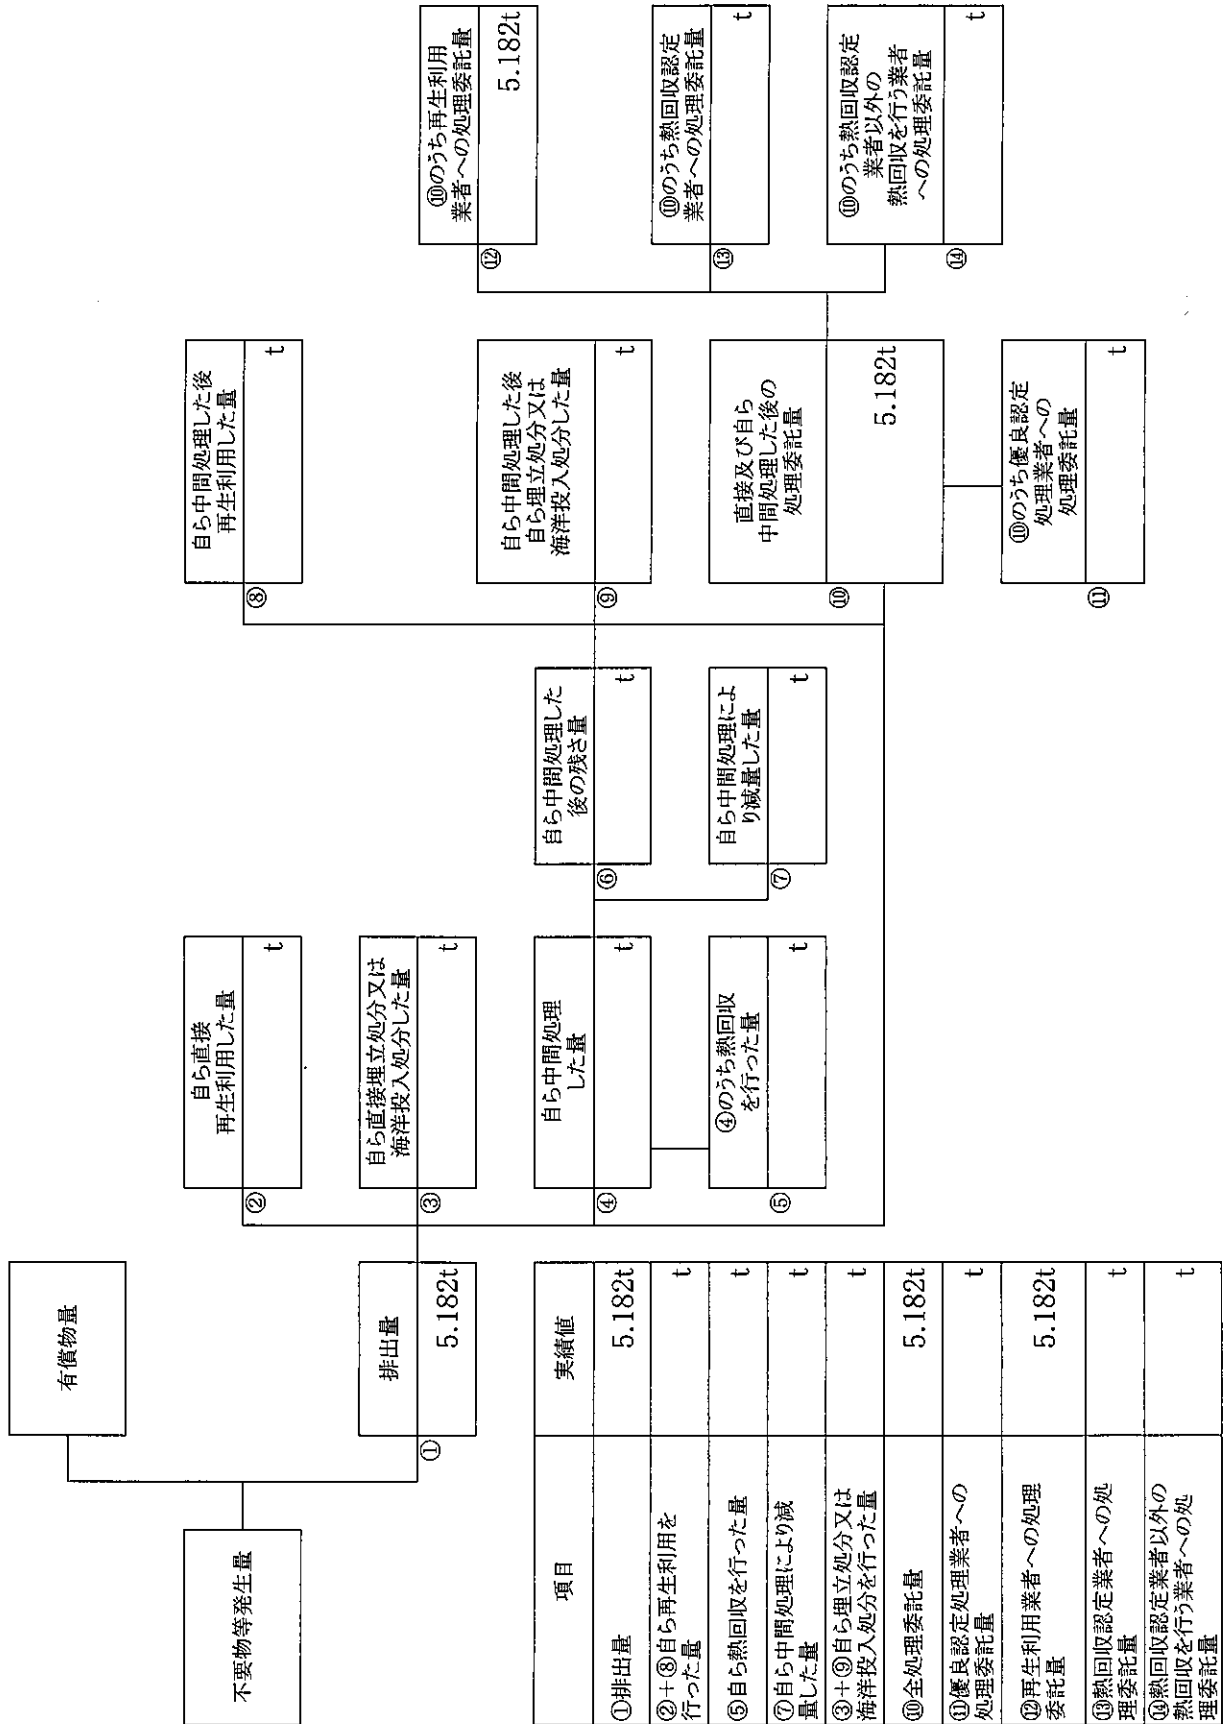 不要物等発生量
有償物量
排出量
①
5.182t
自ら直接
再生利用した量
②
t
自ら直接埋立処分又は
海洋投入処分した量
③
t
自ら中間処理
した量
④
t
④のうち熱回収
を行った量
⑤
t
自ら中間処理した
後の残さ量
⑥
t
自ら中間処理によ
り減量した量
⑦
t
自ら中間処理した後
再生利用した量
⑧
t
自ら中間処理した後
自ら埋立処分又は
海洋投入処分した量
⑨
t
直接及び自ら
中間処理した後の
処理委託量
⑩
5.182t
⑩のうち優良認定
処理業者への
処理委託量
⑪
t
⑩のうち再生利用
業者への処理委託量
⑫
5.182t
⑩のうち熱回収認定
業者への処理委託量
⑬
t
⑩のうち熱回収認定
業者以外の
熱回収を行う業者
への処理委託量
⑭
t
項目 実績値
①排出量 5.182t
②+⑧自ら再生利用を
行った量 t
⑤自ら熱回収を行った量 t
⑦自ら中間処理により減
量した量 t
③+⑨自ら埋立処分又は
海洋投入処分を行った量 t
⑩全処理委託量 5.182t
⑪優良認定処理業者への
処理委託量 t
⑫再生利用業者への処理
委託量 5.182t
⑬熱回収認定業者への処
理委託量 t
⑭熱回収認定業者以外の
熱回収を行う業者への処
理委託量 t